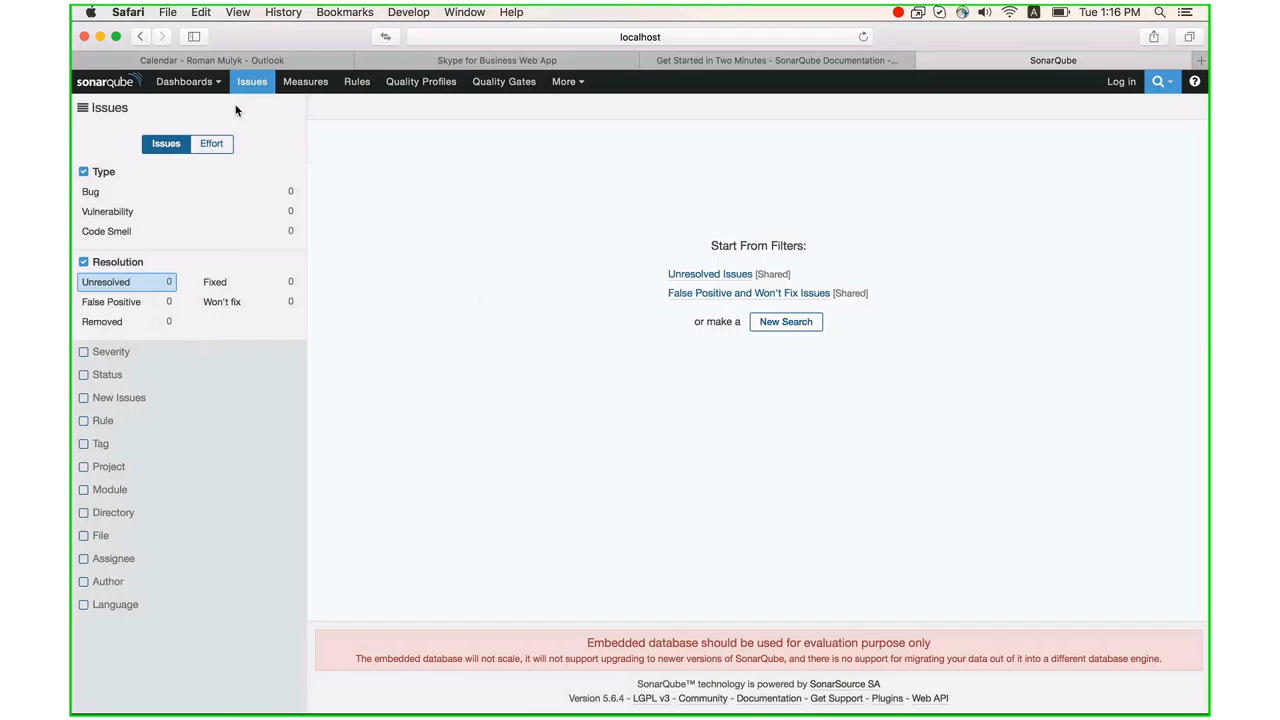 Safari File Edit View History Bookmarks Develop Window Help A Tue 1:16 PM
localhost
Calendar - Roman Mulyk - Outlook Skype for Business Web App Get Started in Two Minutes - SonarQube Documentation -... SonarQube
sonarqube Dashboards Issues Measures Rules Quality Profiles Quality Gates More Log in ?
Issues
Issues Effort
Type
Bug 0
Vulnerability 0
Code Smell 0
Resolution
Unresolved 0 Fixed 0
False Positive 0 Won't fix 0
Removed 0
Severity
Status
New Issues
Rule
Tag
Project
Module
Directory
File
Assignee
Author
Language
Start From Filters:
Unresolved Issues [Shared]
False Positive and Won't Fix Issues [Shared]
or make a New Search
Embedded database should be used for evaluation purpose only
The embedded database will not scale, it will not support upgrading to newer versions of SonarQube, and there is no support for migrating your data out of it into a different database engine.
SonarQube™ technology is powered by SonarSource SA
Version 5.6.4 - LGPL v3 - Community - Documentation - Get Support - Plugins - Web API